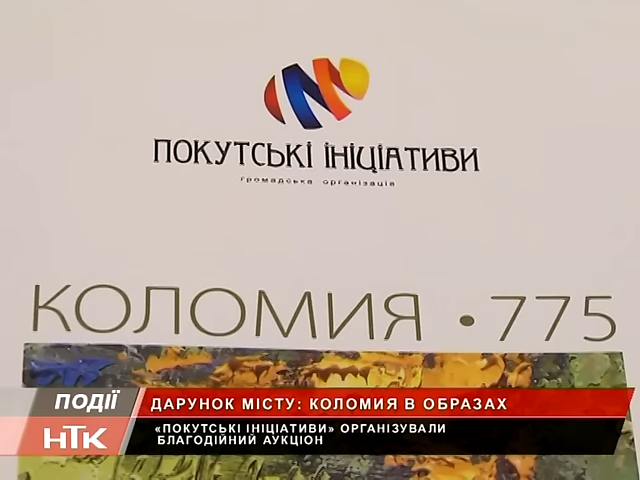 ПОКУТСЬКІ ІНІЦІАТИВИ
громадська організація
КОЛОМИЯ · 775
ПОДІЇ
НТК
ДАРУНОК МІСТУ: КОЛОМИЯ В ОБРАЗАХ
«ПОКУТСЬКІ ІНІЦІАТИВИ» ОРГАНІЗУВАЛИ
БЛАГОДІЙНИЙ АУКЦІОН